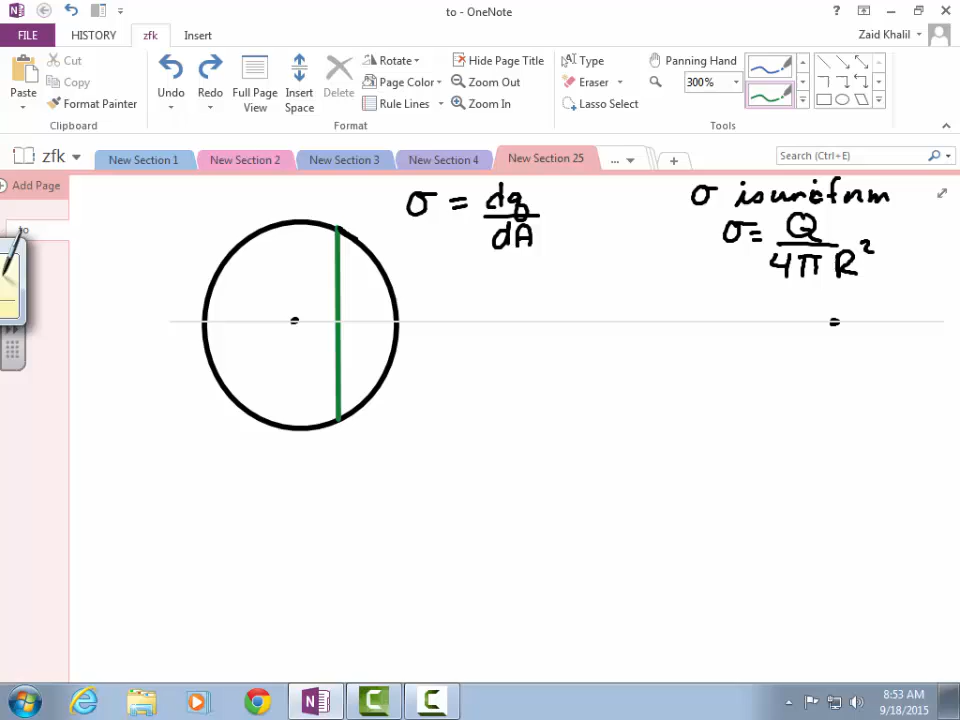 to - OneNote
FILE HISTORY zfk Insert Zaid Khalil
Paste Cut Copy Format Painter
Clipboard
Undo Redo Full Page View Insert Space Delete
Rotate Page Color Rule Lines
Hide Page Title Zoom Out Zoom In
Format
Type Eraser Lasso Select
Panning Hand 300%
Tools
zfk New Section 1 New Section 2 New Section 3 New Section 4 New Section 25 ... Search (Ctrl+E)
Add Page
σ = dq/dA
σ is uniform
σ = Q/4πR²
8:53 AM
9/18/2015